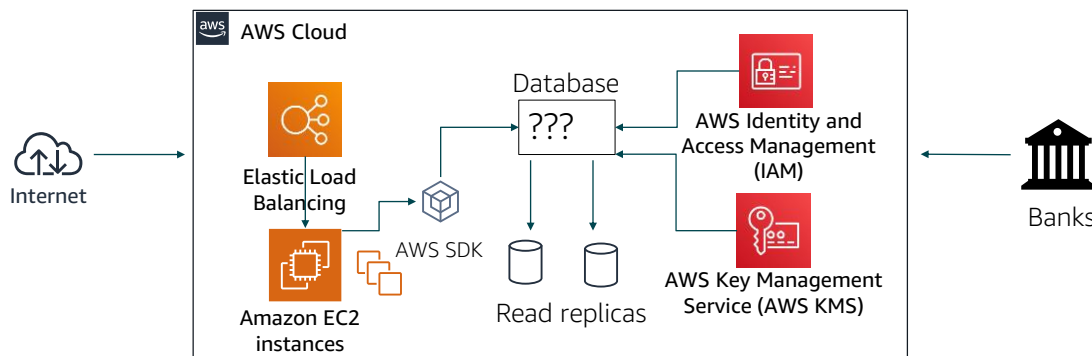 aws
AWS Cloud
Database
???
Elastic Load
Balancing
AWS SDK
Amazon EC2
instances
Read replicas
AWS Identity and
Access Management
(IAM)
AWS Key Management
Service (AWS KMS)
Internet
Banks